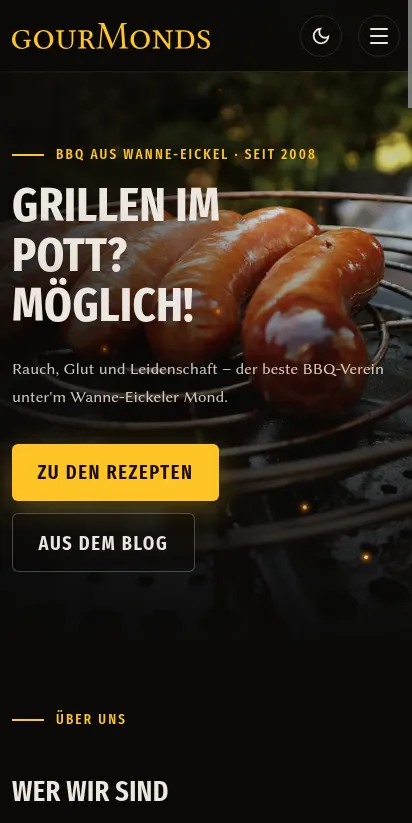 GOURMONDS
BBQ AUS WANNE-EICKEL · SEIT 2008
GRILLEN IM
POTT?
MÖGLICH!
Rauch, Glut und Leidenschaft – der beste BBQ-Verein
unter'm Wanne-Eickeler Mond.
ZU DEN REZEPTEN
AUS DEM BLOG
ÜBER UNS
WER WIR SIND